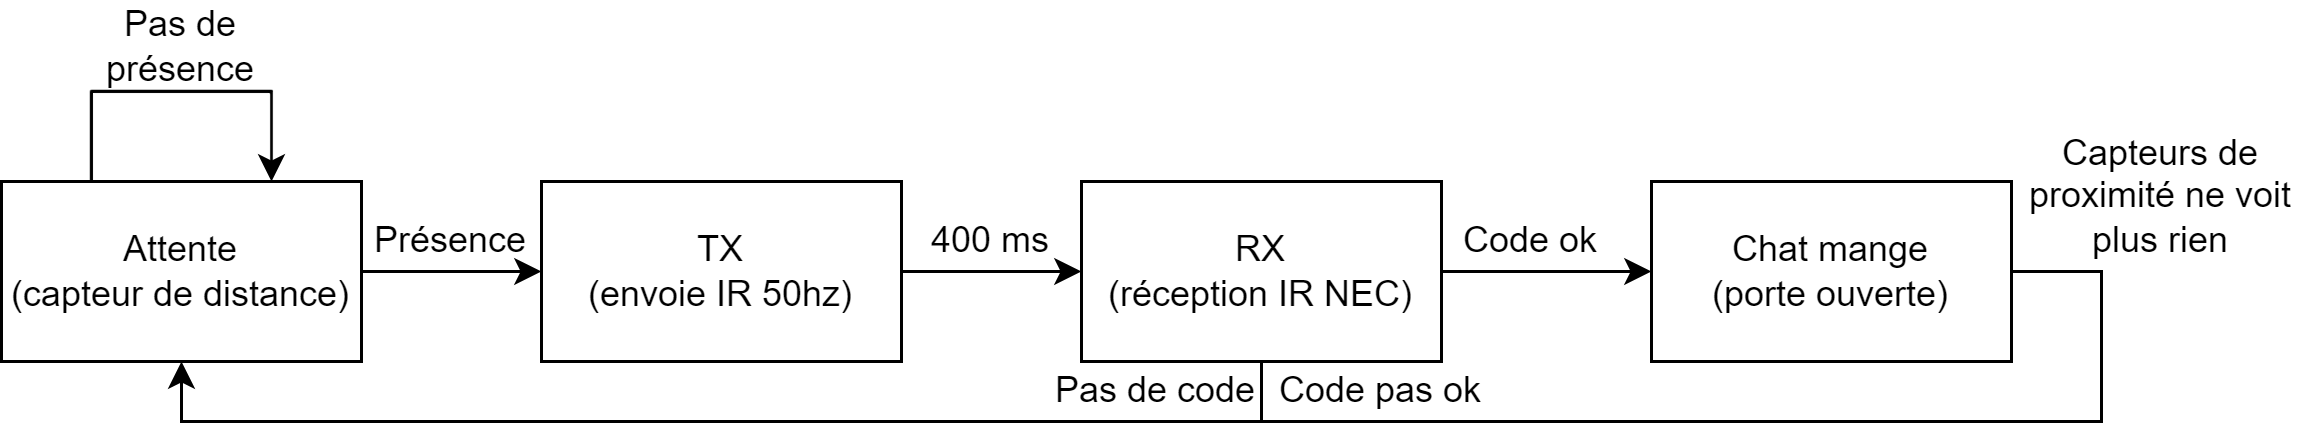 Pas de
présence
Attente
(capteur de distance)
Présence
TX
(envoie IR 50hz)
400 ms
RX
(réception IR NEC)
Code ok
Chat mange
(porte ouverte)
Capteurs de
proximité ne voit
plus rien
Pas de code
Code pas ok